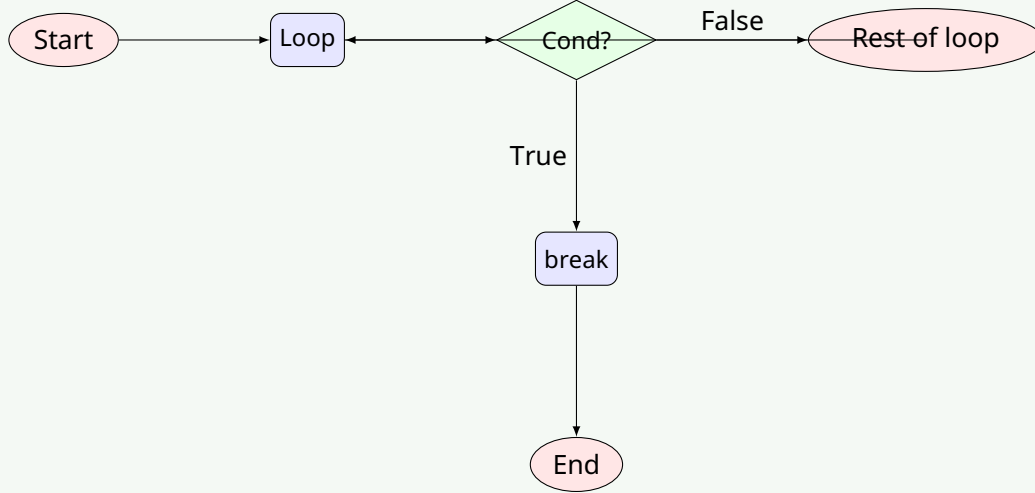 Start
Loop
Cond?
False
Rest of loop
True
break
End